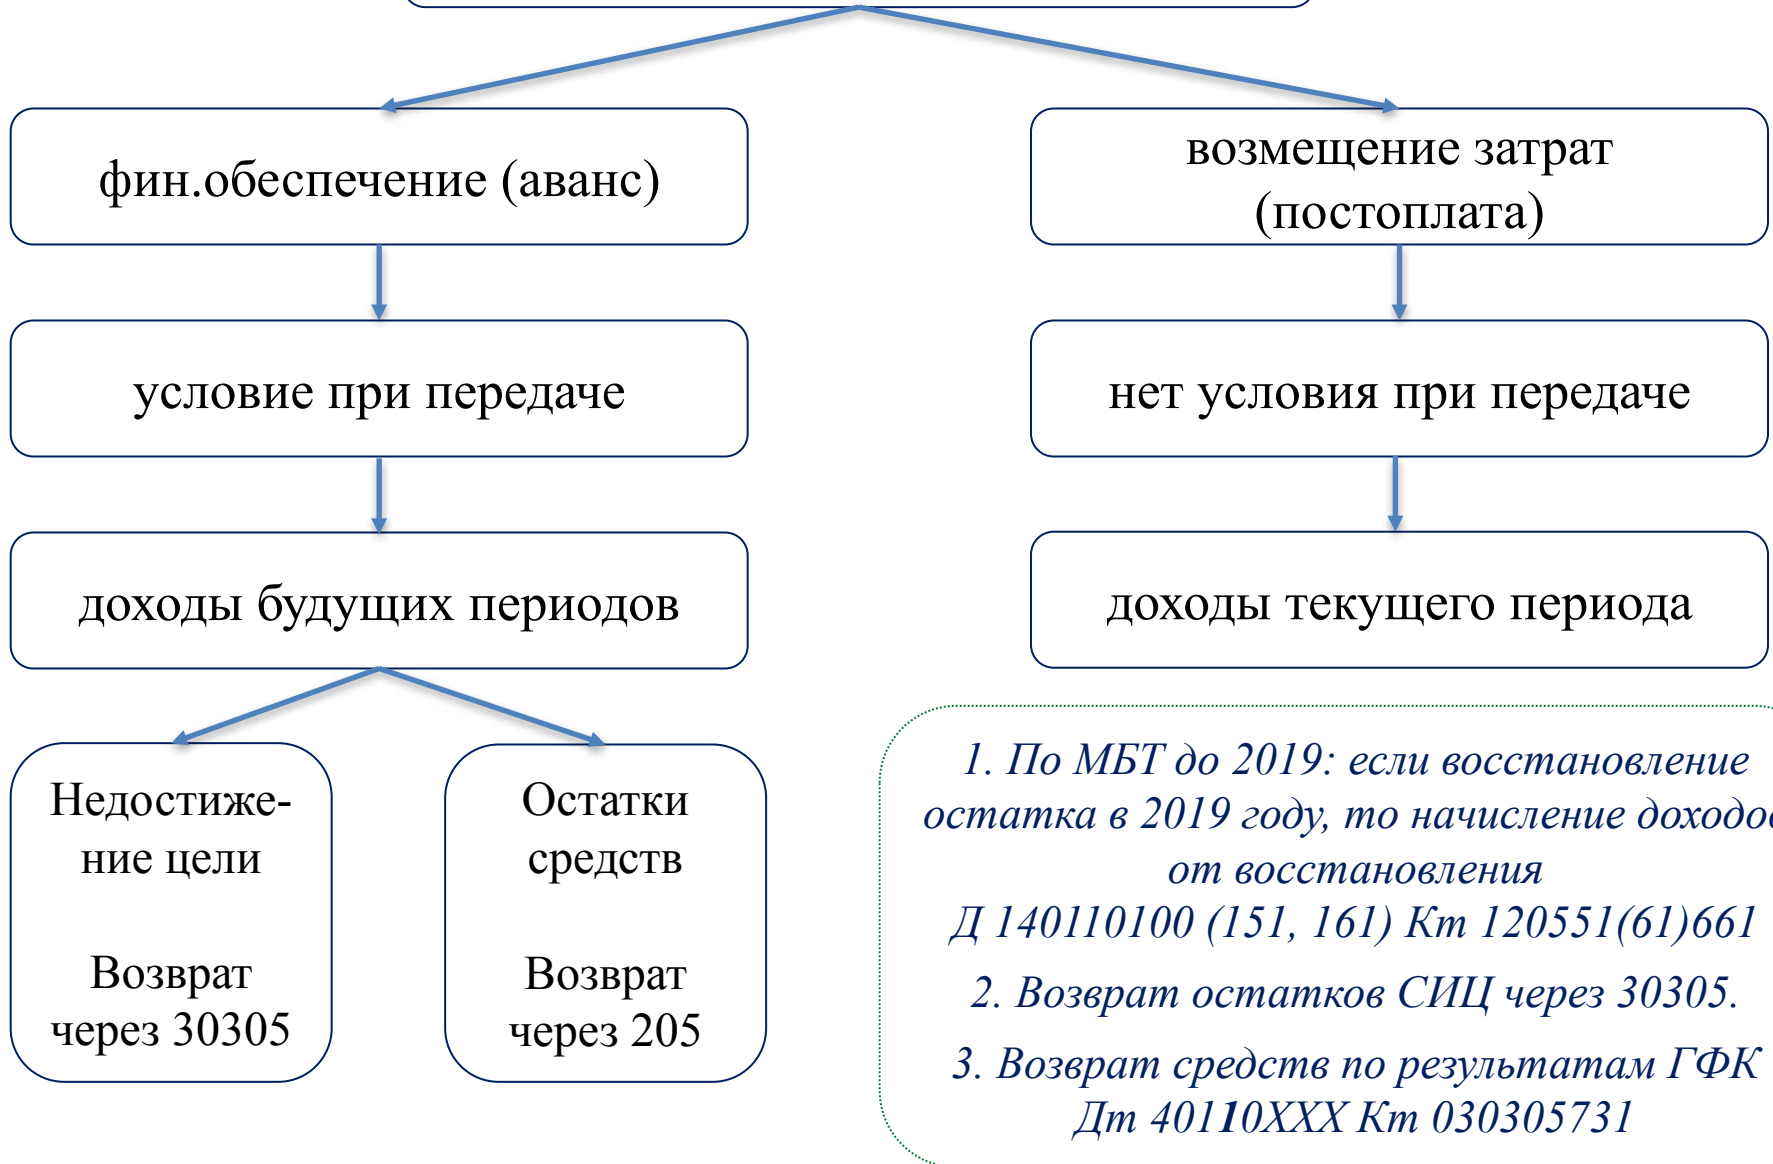 фин.обеспечение (аванс)
возмещение затрат
(постоплата)
условие при передаче
нет условия при передаче
доходы будущих периодов
доходы текущего периода
Недостиже-
ние цели
Возврат
через 30305
Остатки
средств
Возврат
через 205
1. По МБТ до 2019: если восстановление
остатка в 2019 году, то начисление доходов
от восстановления
Д 140110100 (151, 161) Кт 120551(61)661
2. Возврат остатков СИЦ через 30305.
3. Возврат средств по результатам ГФК
Дт 40110ХХХ Кт 030305731